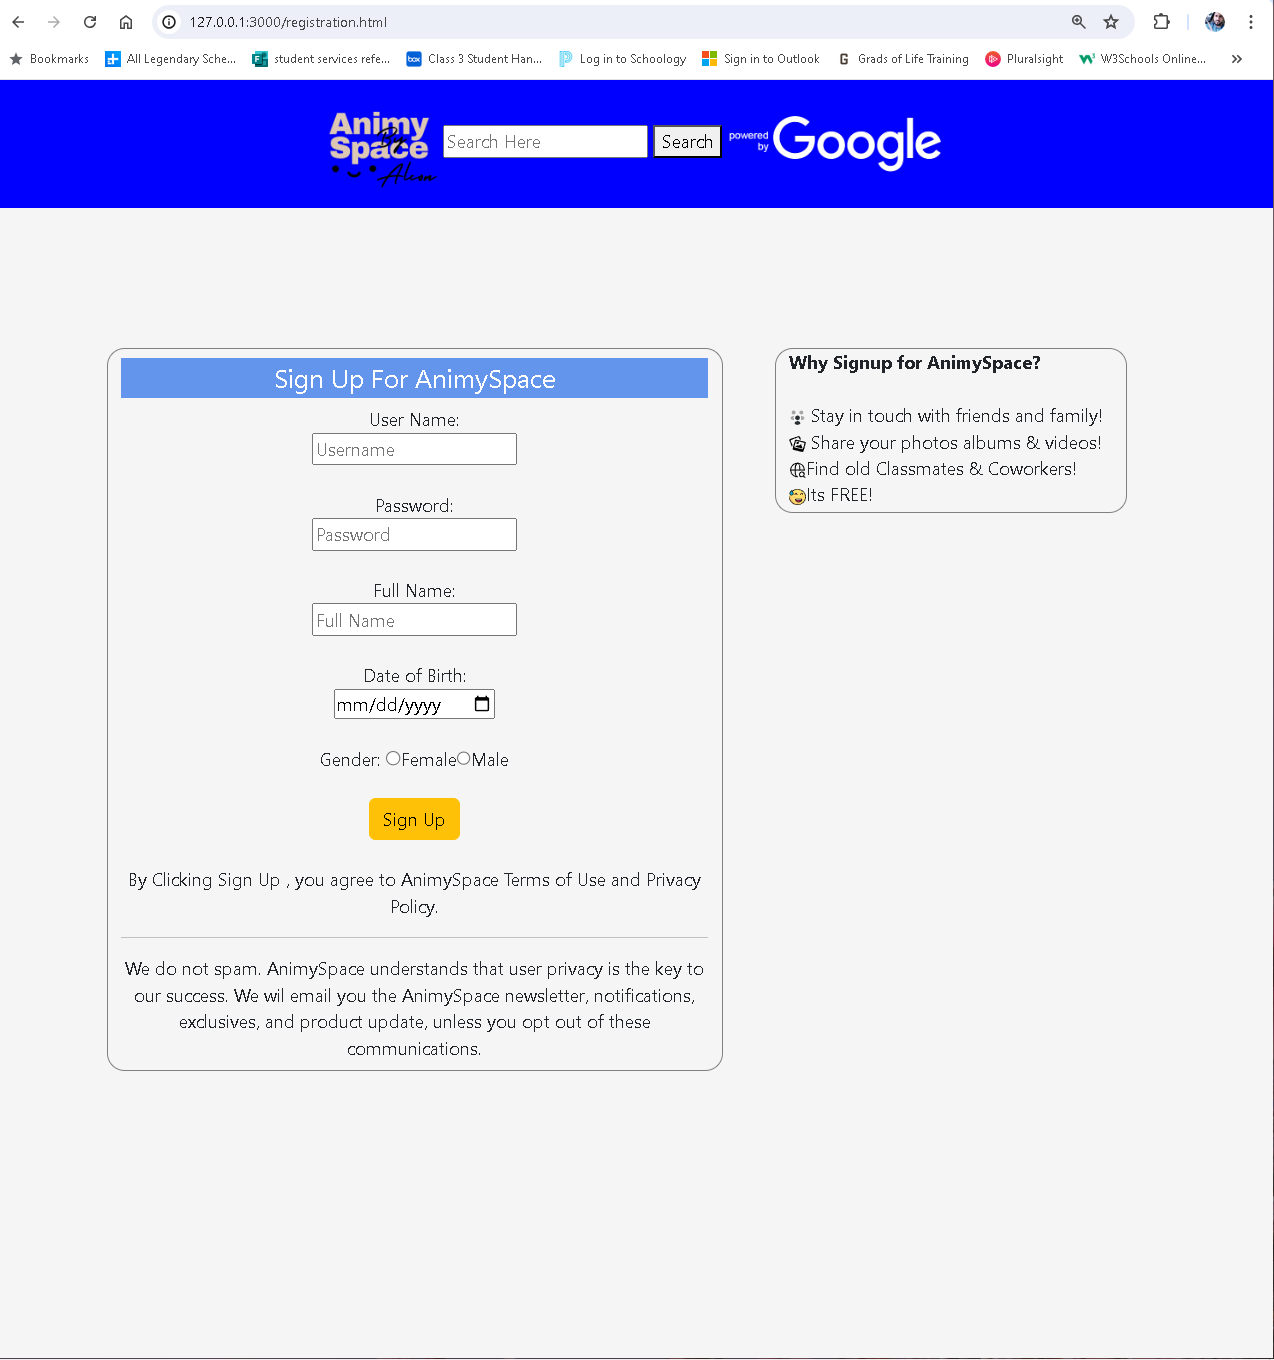 127.0.0.1:3000/registration.html
Bookmarks All Legendary Sche... student services refe... box Class 3 Student Han... Log in to Schoology Sign in to Outlook Grads of Life Training Pluralsight W3Schools Online... »
Animy
Space
By
Search Here Search powered by Google
Sign Up For AnimySpace
User Name:
Username
Password:
Password
Full Name:
Full Name
Date of Birth:
mm/dd/yyyy
Gender: Female Male
Sign Up
By Clicking Sign Up , you agree to AnimySpace Terms of Use and Privacy
Policy.
We do not spam. AnimySpace understands that user privacy is the key to
our success. We wil email you the AnimySpace newsletter, notifications,
exclusives, and product update, unless you opt out of these
communications.
Why Signup for AnimySpace?
Stay in touch with friends and family!
Share your photos albums & videos!
Find old Classmates & Coworkers!
Its FREE!